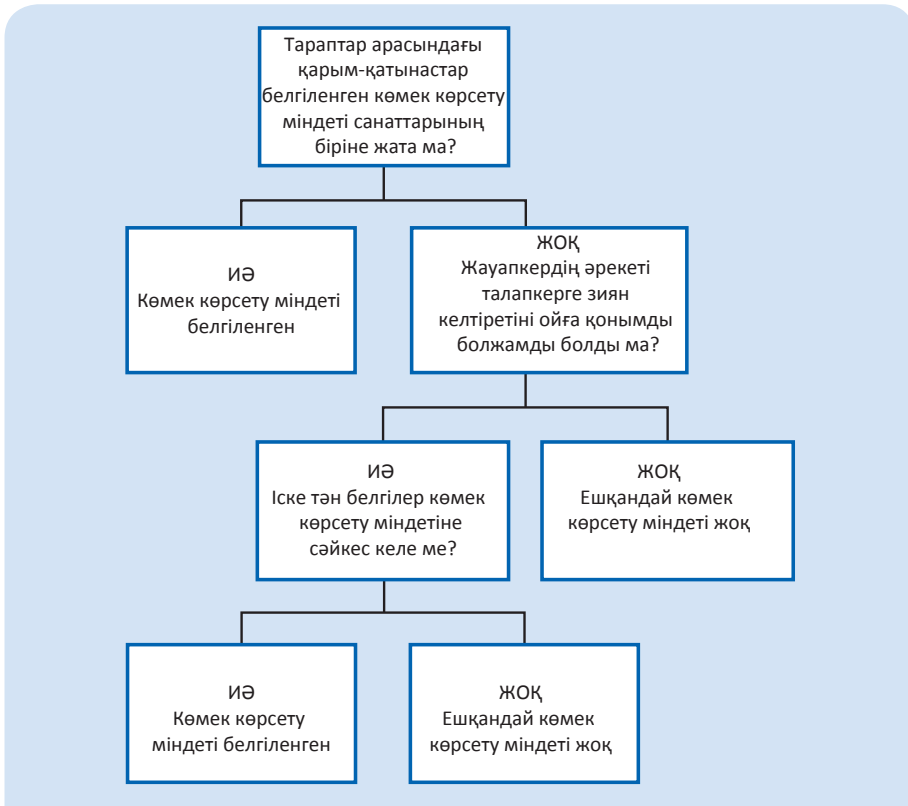 Тараптар арасындағы
қарым-қатынастар
белгіленген көмек көрсету
міндеті санаттарының
біріне жата ма?
ИӘ
Көмек көрсету міндеті
белгіленген
ЖОҚ
Жауапкердің әрекеті
талапкерге зиян
келтіретіні ойға қонымды
болжамды болды ма?
ИӘ
Іске тән белгілер көмек
көрсету міндетіне
сәйкес келе ме?
ЖОҚ
Ешқандай көмек
көрсету міндеті жоқ
ИӘ
Көмек көрсету
міндеті белгіленген
ЖОҚ
Ешқандай көмек
көрсету міндеті жоқ